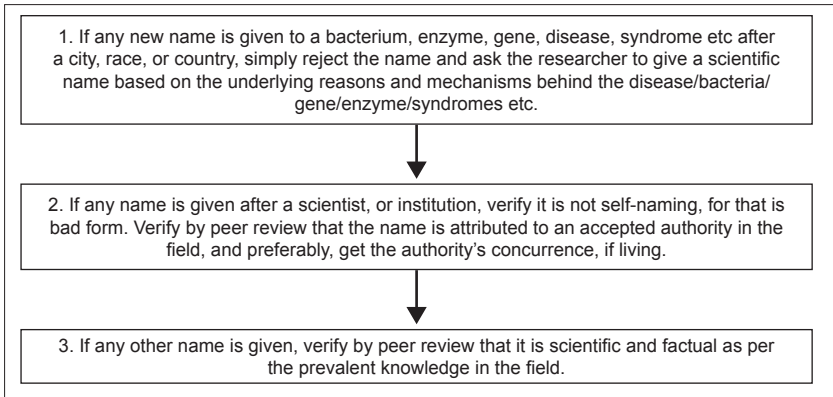 1. If any new name is given to a bacterium, enzyme, gene, disease, syndrome etc after
a city, race, or country, simply reject the name and ask the researcher to give a scientific
name based on the underlying reasons and mechanisms behind the disease/bacteria/
gene/enzyme/syndromes etc.
2. If any name is given after a scientist, or institution, verify it is not self-naming, for that is
bad form. Verify by peer review that the name is attributed to an accepted authority in the
field, and preferably, get the authority's concurrence, if living.
3. If any other name is given, verify by peer review that it is scientific and factual as per
the prevalent knowledge in the field.